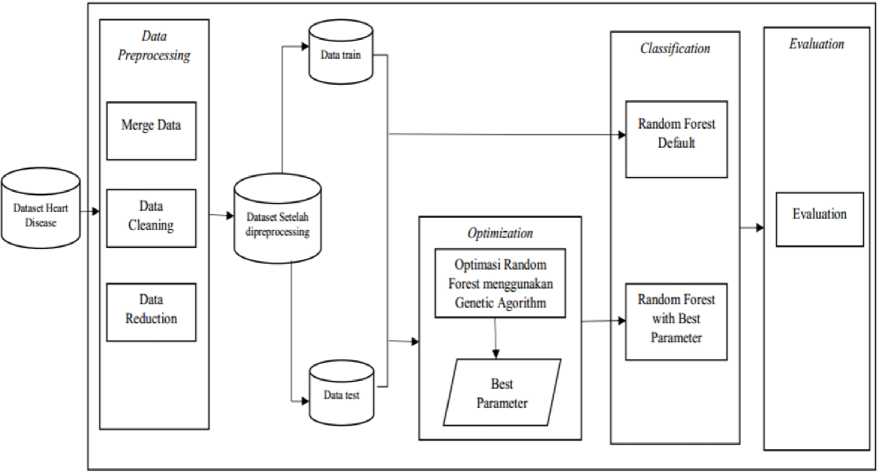 Dataset Heart
Disease
Data
Preprocessing
Merge Data
Data
Cleaning
Data
Reduction
Dataset Setelah
dipreprocessing
Data train
Data test
Optimization
Optimasi Random
Forest menggunakan
Genetic Agorithm
Best
Parameter
Classification
Random Forest
Default
Random Forest
with Best
Parameter
Evaluation
Evaluation